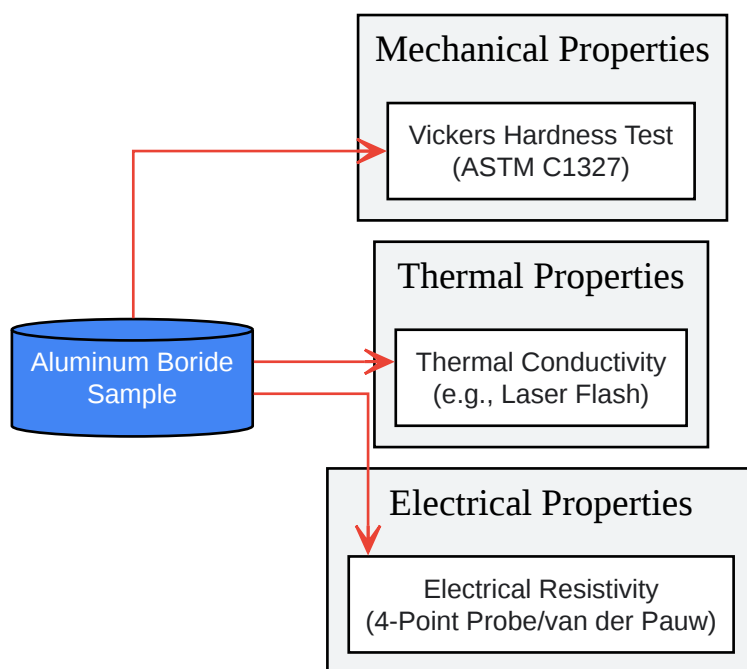 Mechanical Properties
Vickers Hardness Test
(ASTM C1327)
Thermal Properties
Aluminum Boride
Sample
Thermal Conductivity
(e.g., Laser Flash)
Electrical Properties
Electrical Resistivity
(4-Point Probe/van der Pauw)